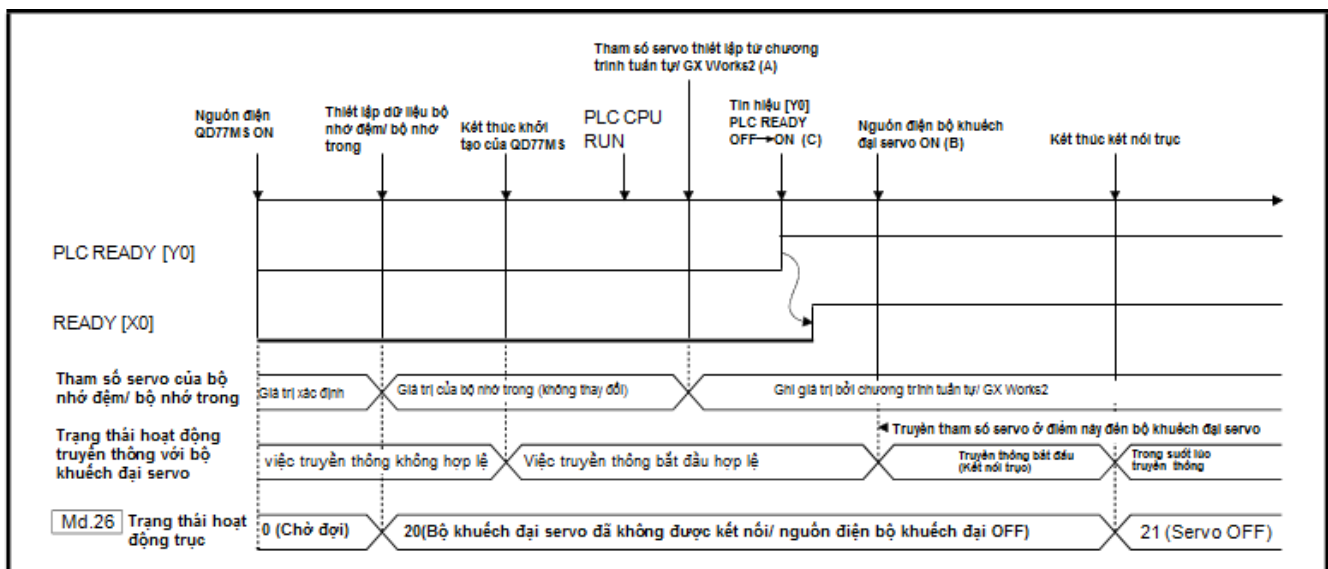 Tham số servo thiết lập từ chương
trình tuần tự/ GX Works2 (A)
Nguồn điện
QD77MS ON
Thiết lập dữ liệu bộ
nhớ đệm/ bộ nhớ
trong
Kết thúc khởi
tạo của QD77MS
PLC CPU
RUN
Tín hiệu [Y0]
PLC READY
OFF→ON (C)
Nguồn điện bộ khuếch
đại servo ON (B)
Kết thúc kết nối trục
PLC READY [Y0]
READY [X0]
Tham số servo của bộ
nhớ đệm/ bộ nhớ trong
Giá trị xác định
Giá trị của bộ nhớ trong (không thay đổi)
Ghi giá trị bởi chương trình tuần tự/ GX Works2
Trạng thái hoạt động
truyền thông với bộ
khuếch đại servo
Truyền tham số servo ở điểm này đến bộ khuếch đại servo
việc truyền thông không hợp lệ
Việc truyền thông bắt đầu hợp lệ
Truyền thông bắt đầu
(Kết nối trục)
Trong suốt lúc
truyền thông
Md.26 Trạng thái hoạt
động trục
0 (Chờ đợi)
20(Bộ khuếch đại servo đã không được kết nối/ nguồn điện bộ khuếch đại OFF)
21 (Servo OFF)